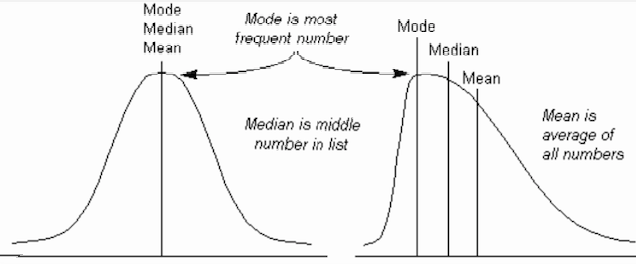 Mode
Median
Mean
Mode is most
frequent number
Mode
Median
Mean
Median is middle
number in list
Mean is
average of
all numbers